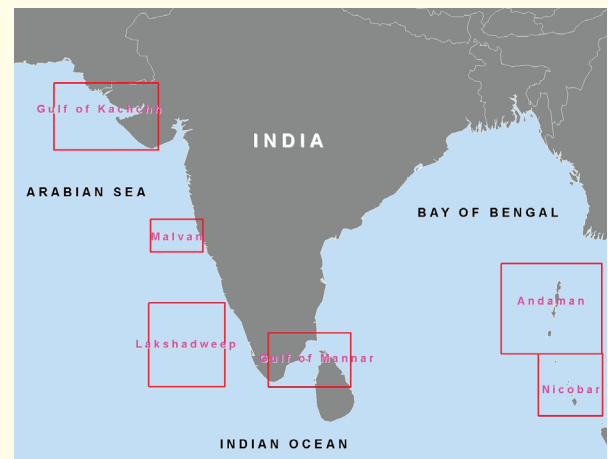 Gulf of Kachchh
INDIA
ARABIAN SEA
BAY OF BENGAL
Malvan
Andaman
Lakshadweep
Gulf of Mannar
Nicobar
INDIAN OCEAN